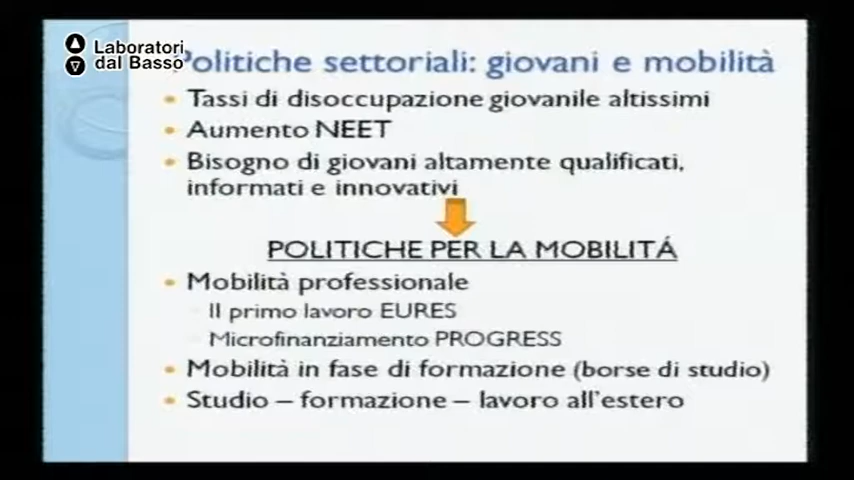 Laboratori
dal Basso
Politiche settoriali: giovani e mobilità
Tassi di disoccupazione giovanile altissimi
Aumento NEET
Bisogno di giovani altamente qualificati,
informati e innovativi
POLITICHE PER LA MOBILITÁ
Mobilità professionale
Il primo lavoro EURES
Microfinanziamento PROGRESS
Mobilità in fase di formazione (borse di studio)
Studio – formazione – lavoro all'estero